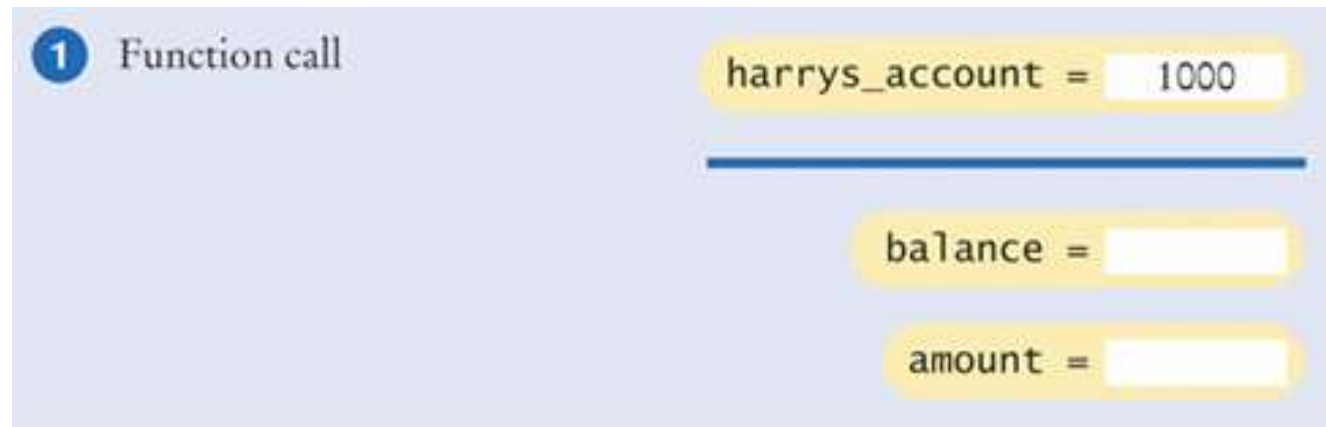 1 Function call
harrys_account = 1000
balance =
amount =